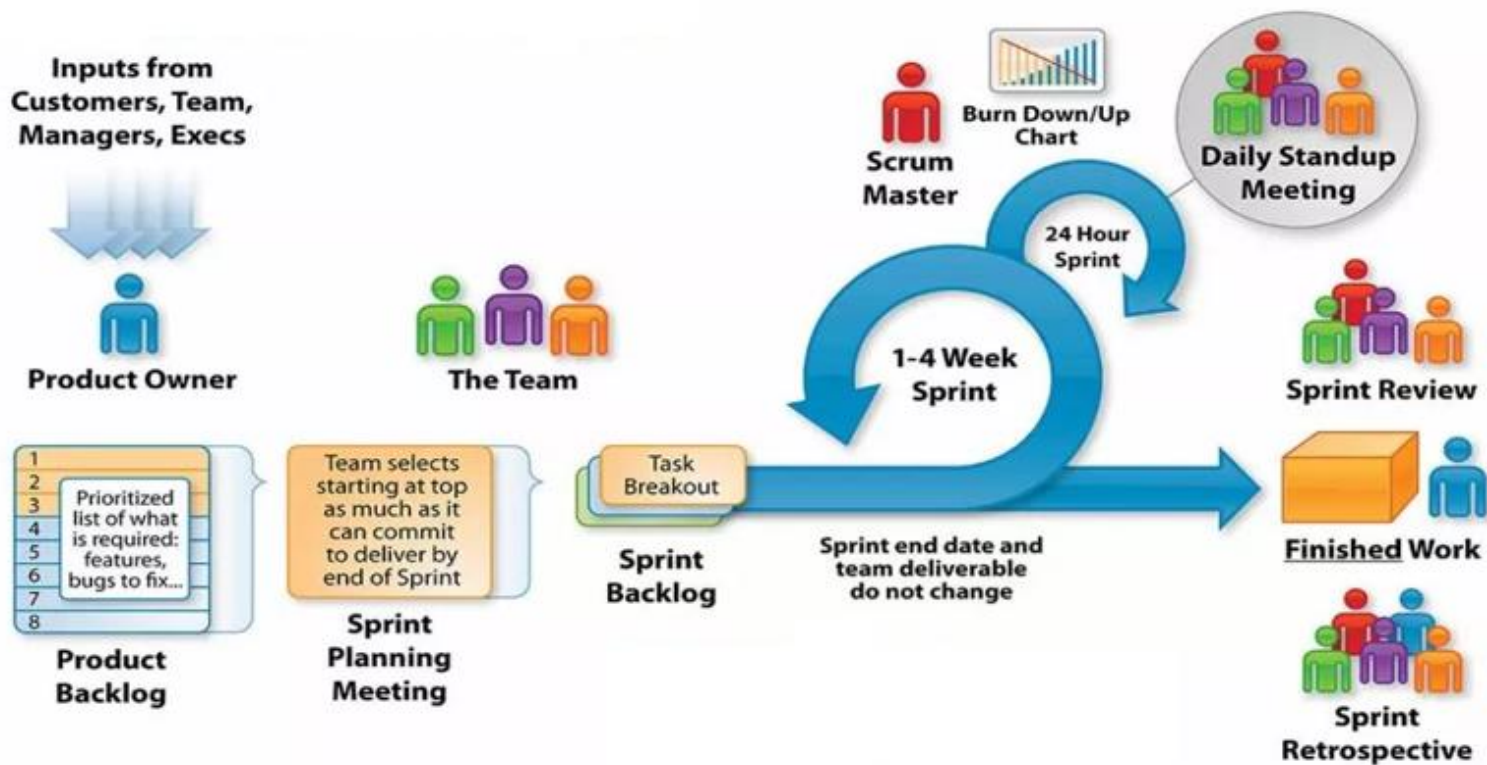 Inputs from
Customers, Team,
Managers, Execs
Product Owner
The Team
Scrum
Master
Burn Down/Up
Chart
Daily Standup
Meeting
24 Hour
Sprint
1-4 Week
Sprint
Sprint Review
1
2
3
4
5
6
7
8
Prioritized
list of what
is required:
features,
bugs to fix...
Product
Backlog
Team selects
starting at top
as much as it
can commit
to deliver by
end of Sprint
Sprint
Planning
Meeting
Task
Breakout
Sprint
Backlog
Sprint end date and
team deliverable
do not change
Finished Work
Sprint
Retrospective